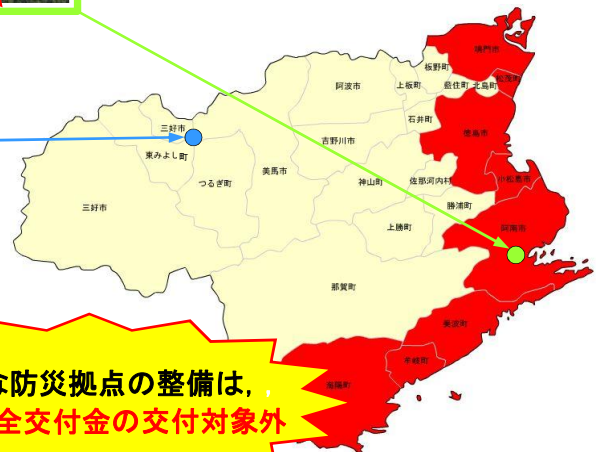 鳴門市
板野町
松茂町
阿波市
上板町
藍住町
北島町
石井町
三好市
徳島市
吉野川市
東みよし町
美馬市
つるぎ町
神山町
佐那河内村
小松島市
三好市
勝浦町
上勝町
阿南市
那賀町
美波町
牟岐町
海陽町
な防災拠点の整備は,
全交付金の交付対象外